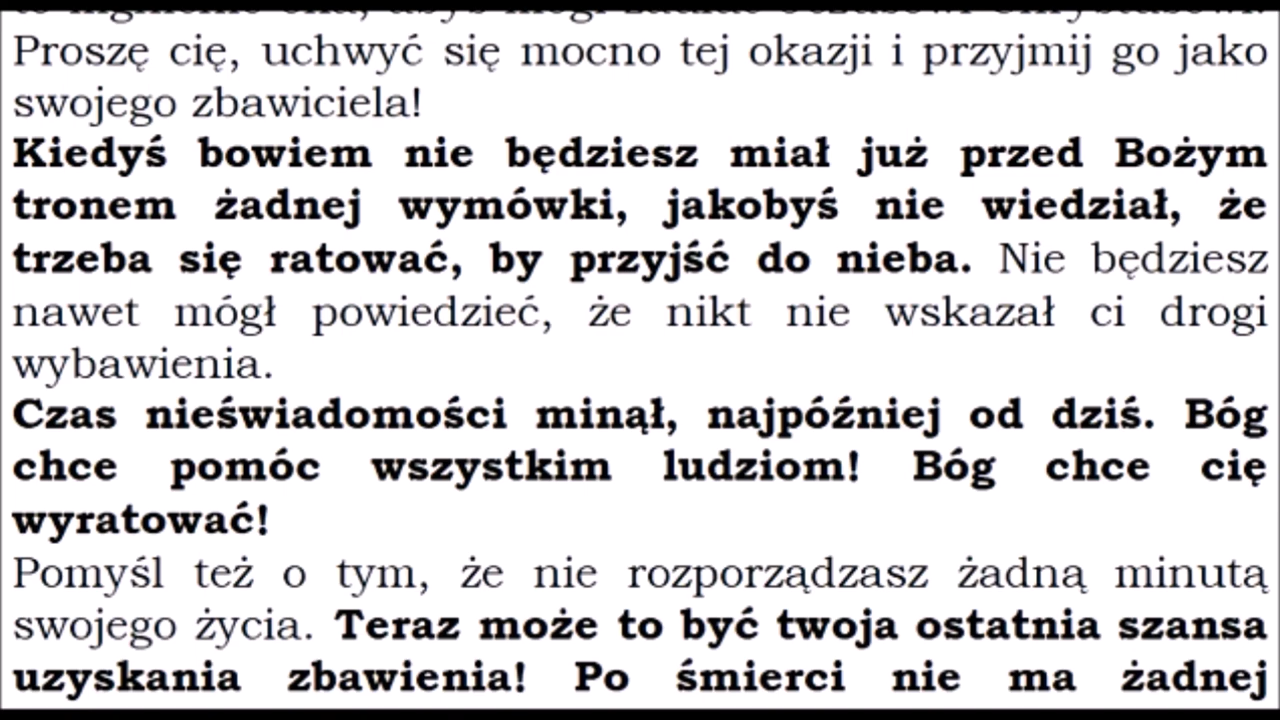 Proszę cię, uchwyć się mocno tej okazji i przyjmij go jako
swojego zbawiciela!
Kiedyś bowiem nie będziesz miał już przed Bożym
tronem żadnej wymówki, jakobyś nie wiedział, że
trzeba się ratować, by przyjść do nieba. Nie będziesz
nawet mógł powiedzieć, że nikt nie wskazał ci drogi
wybawienia.
Czas nieświadomości minął, najpóźniej od dziś. Bóg
chce pomóc wszystkim ludziom! Bóg chce cię
wyratować!
Pomyśl też o tym, że nie rozporządzasz żadną minutą
swojego życia. Teraz może to być twoja ostatnia szansa
uzyskania zbawienia! Po śmierci nie ma żadnej